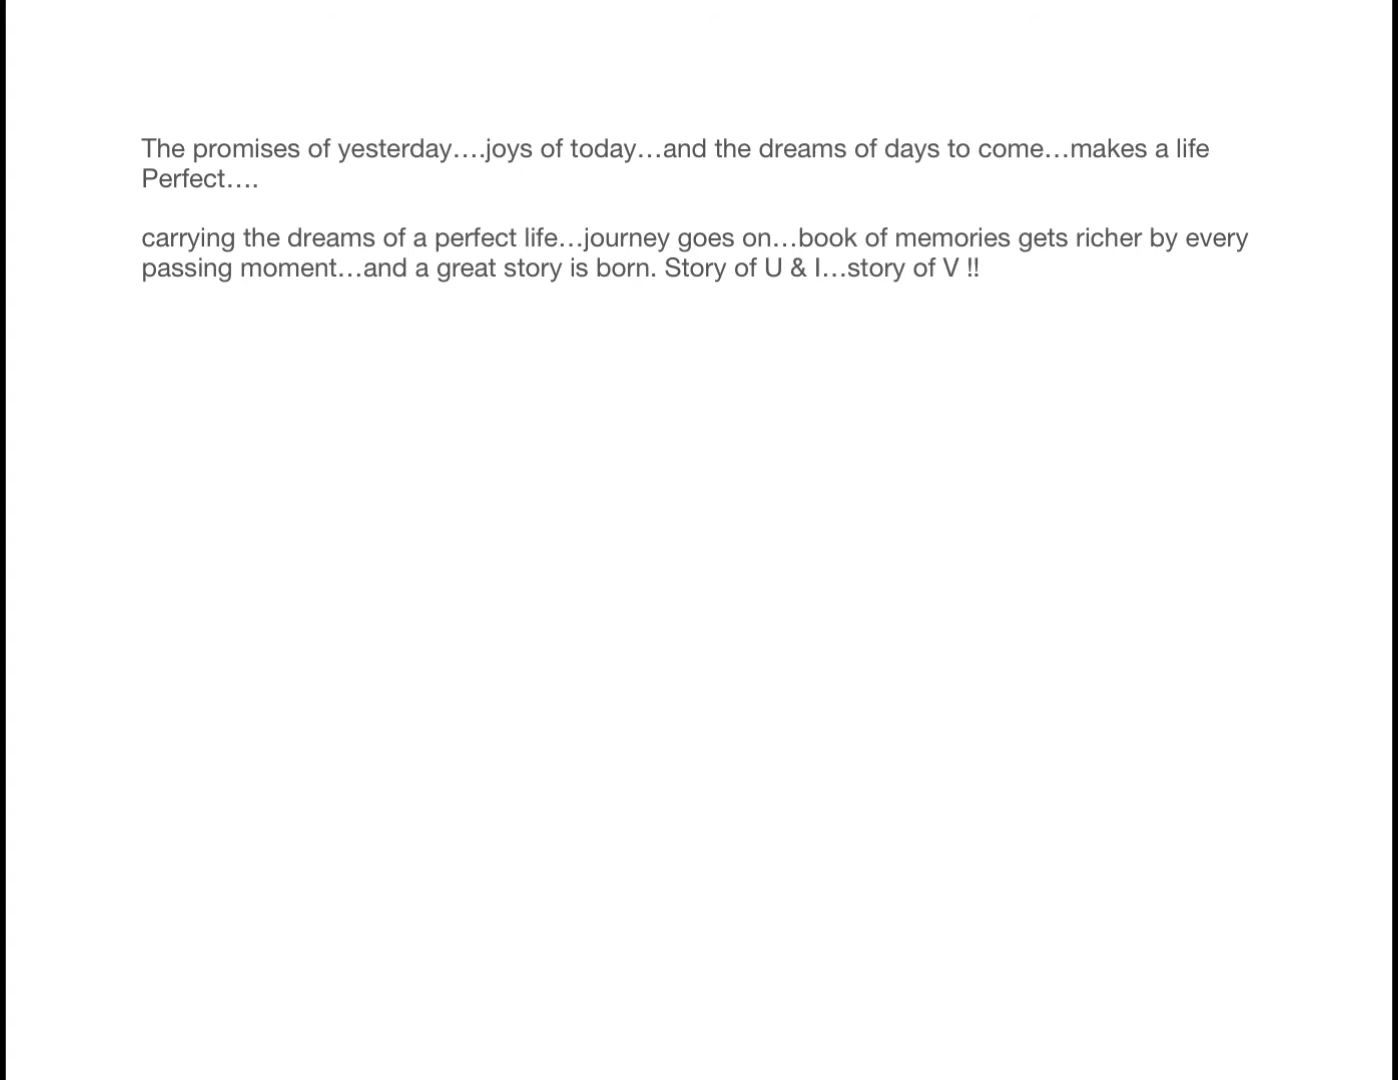 The promises of yesterday....joys of today...and the dreams of days to come...makes a life
Perfect....
carrying the dreams of a perfect life...journey goes on...book of memories gets richer by every
passing moment...and a great story is born. Story of U & I...story of V !!